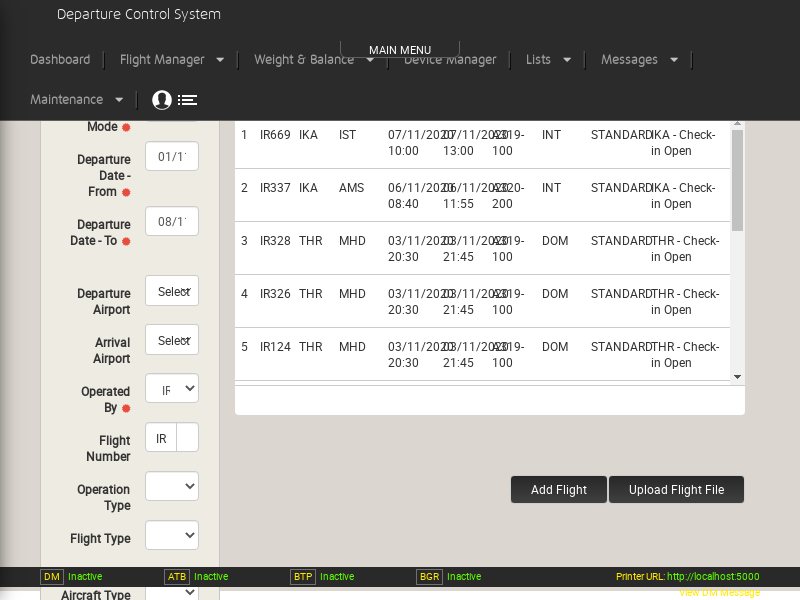 Departure Control System
MAIN MENU
Dashboard Flight Manager Weight & Balance Device Manager Lists Messages
Maintenance
Mode
Departure Date - From 01/1
Departure Date - To 08/1
Departure Airport Select
Arrival Airport Select
Operated By IR
Flight Number IR
Operation Type
Flight Type
Aircraft Type
1 IR669 IKA IST 07/11/2020 10:00 07/11/2020 13:00 A319-100 INT STANDARD IKA - Check-in Open
2 IR337 IKA AMS 06/11/2020 08:40 06/11/2020 11:55 A320-200 INT STANDARD IKA - Check-in Open
3 IR328 THR MHD 03/11/2020 20:30 03/11/2020 21:45 A319-100 DOM STANDARD THR - Check-in Open
4 IR326 THR MHD 03/11/2020 20:30 03/11/2020 21:45 A319-100 DOM STANDARD THR - Check-in Open
5 IR124 THR MHD 03/11/2020 20:30 03/11/2020 21:45 A319-100 DOM STANDARD THR - Check-in Open
Add Flight Upload Flight File
DM Inactive ATB Inactive BTP Inactive BGR Inactive Printer URL: http://localhost:5000
View DM Message